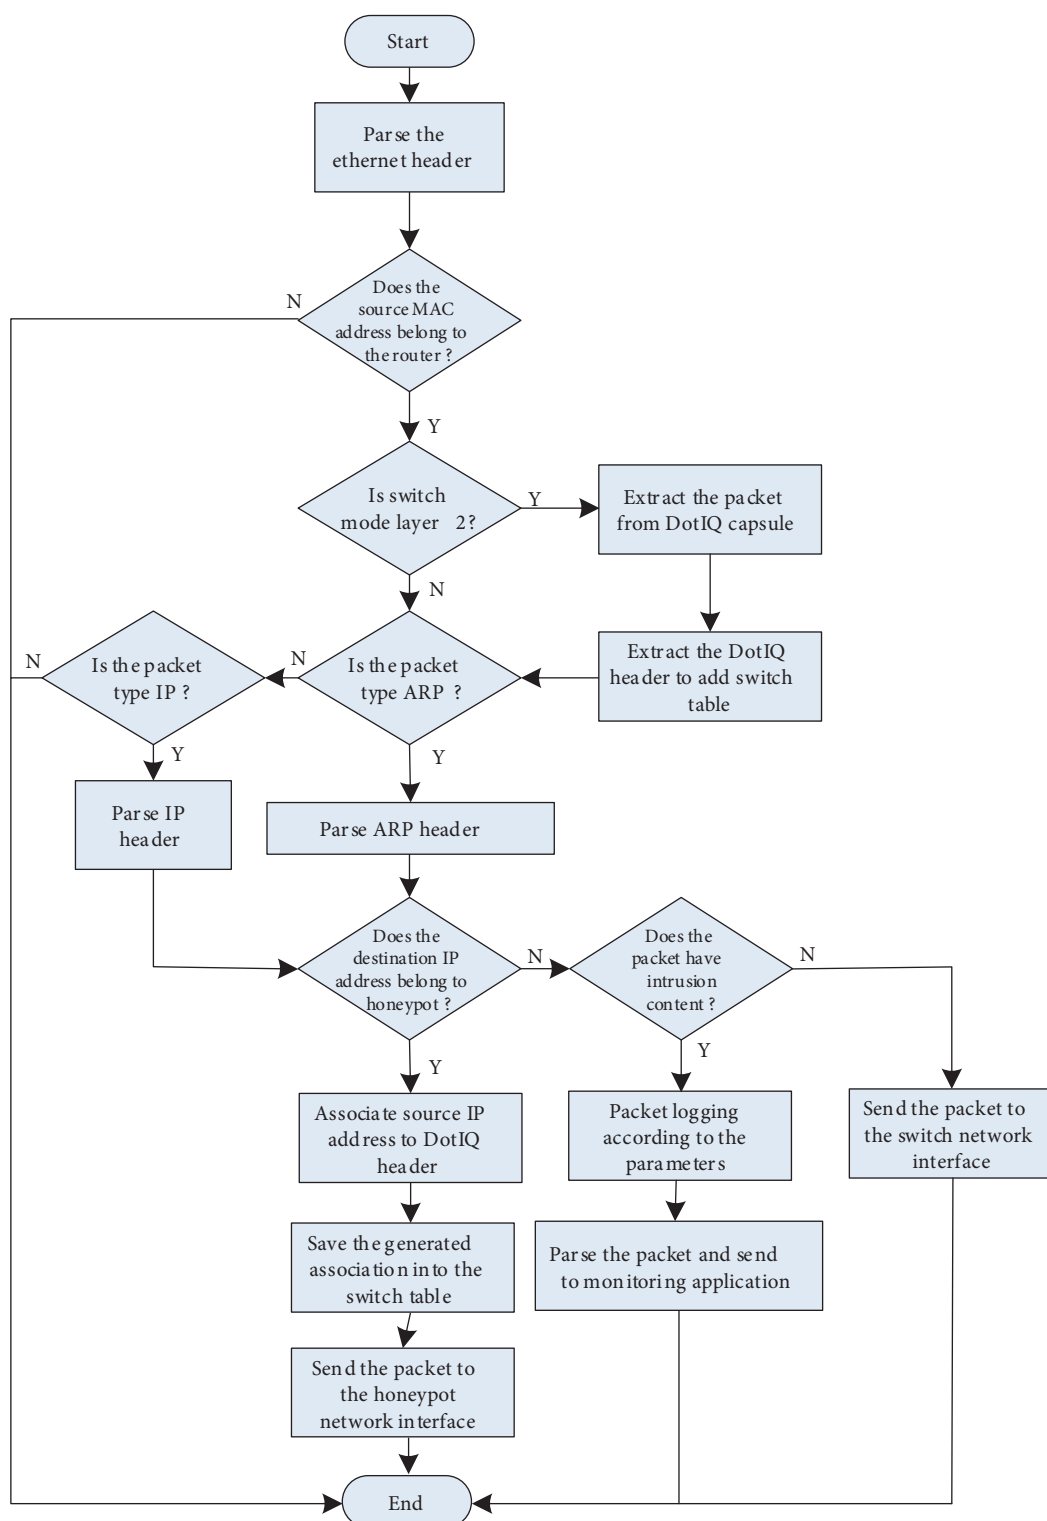 Start
Parse the
ethernet header
Does the
source MAC
address belong to
the router ?
N
Y
Is switch
mode layer 2?
Y
Extract the packet
from DotIQ capsule
N
Extract the DotIQ
header to add switch
table
Is the packet
type ARP ?
N
Is the packet
type IP ?
N
Y
Y
Parse IP
header
Parse ARP header
Does the
destination IP
address belong to
honeypot ?
N
Does the
packet have
intrusion
content ?
N
Y
Y
Associate source IP
address to DotIQ
header
Packet logging
according to the
parameters
Send the packet to
the switch network
interface
Save the generated
association into the
switch table
Parse the packet and send
to monitoring application
Send the packet to
the honeypot
network interface
End